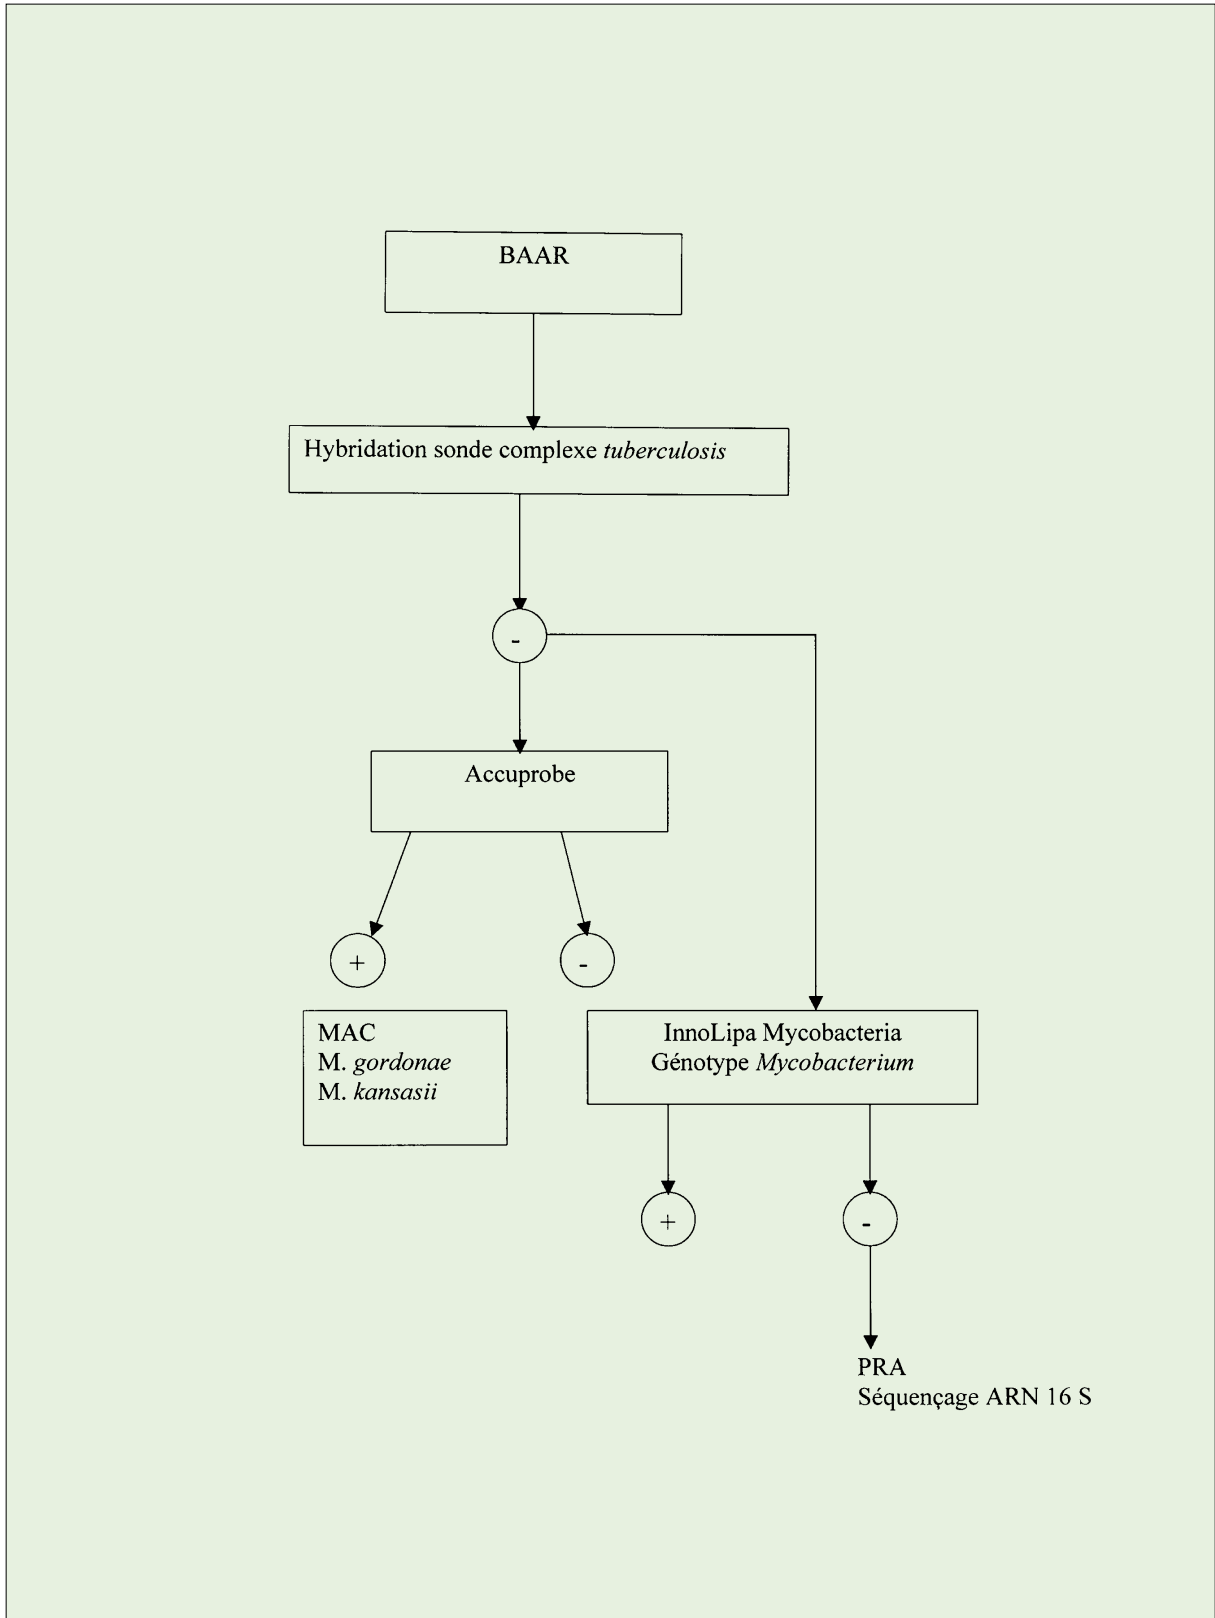 BAAR
Hybridation sonde complexe tuberculosis
-
Accuprobe
+
-
MAC
M. gordonae
M. kansasii
InnoLipa Mycobacteria
Génotype Mycobacterium
+
-
PRA
Séquençage ARN 16 S